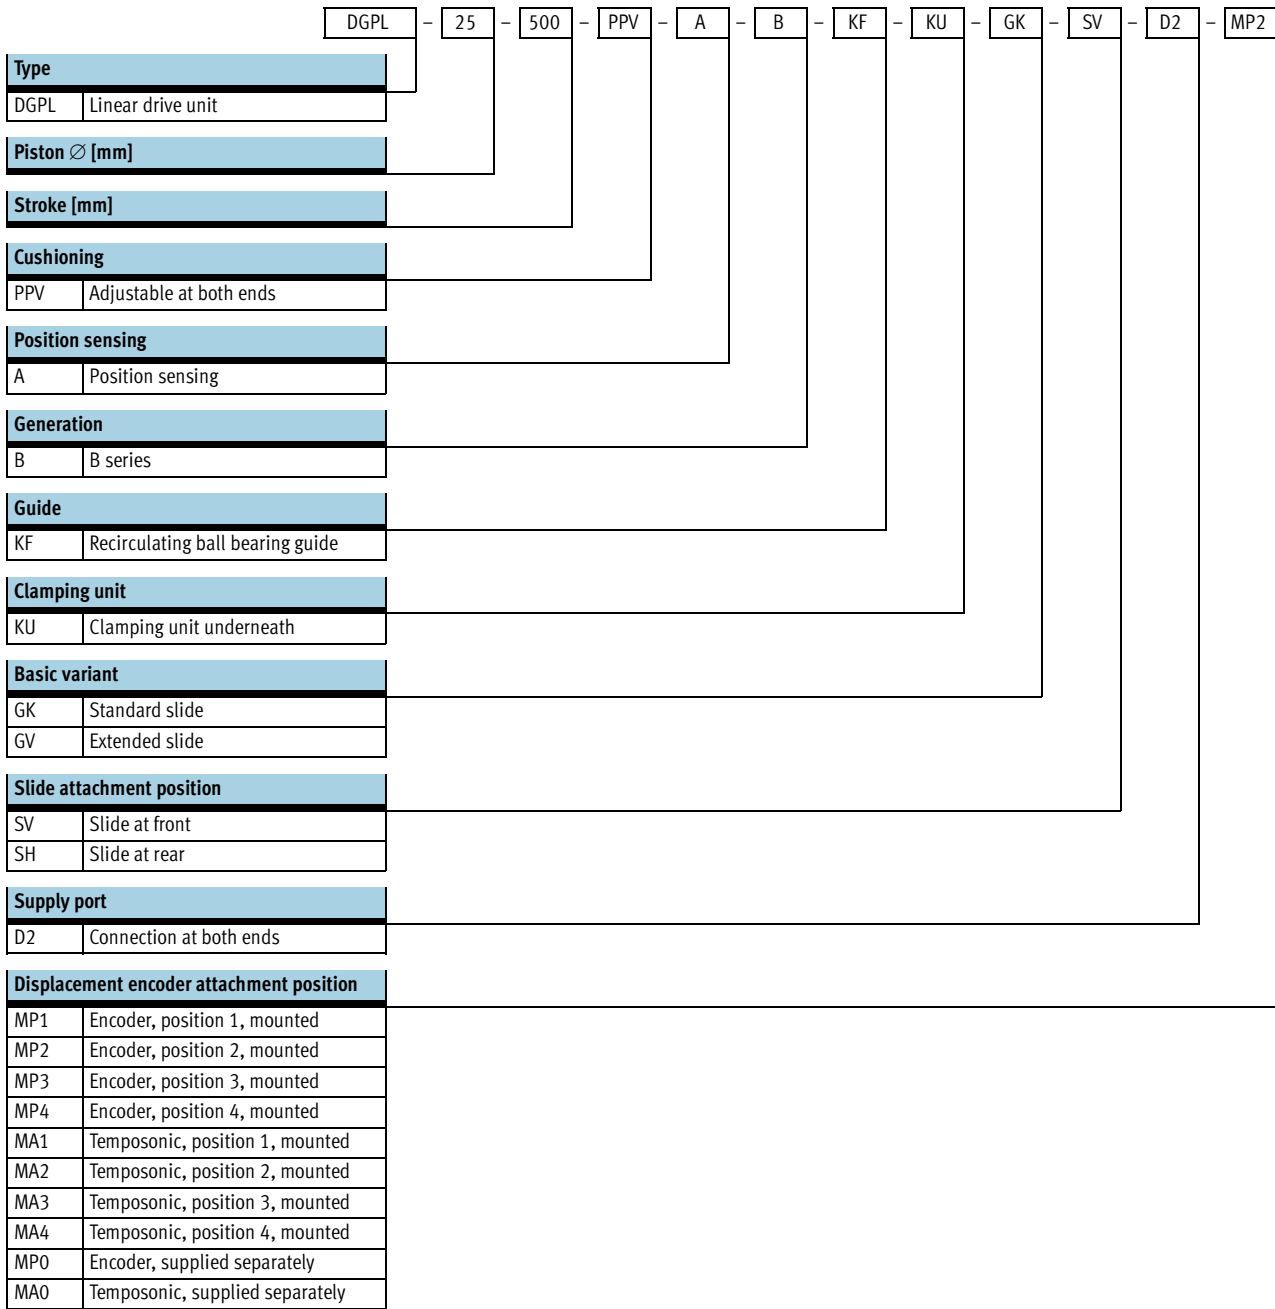 DGPL – 25 – 500 – PPV – A – B – KF – KU – GK – SV – D2 – MP2
Type
DGPL Linear drive unit
Piston ∅ [mm]
Stroke [mm]
Cushioning
PPV Adjustable at both ends
Position sensing
A Position sensing
Generation
B B series
Guide
KF Recirculating ball bearing guide
Clamping unit
KU Clamping unit underneath
Basic variant
GK Standard slide
GV Extended slide
Slide attachment position
SV Slide at front
SH Slide at rear
Supply port
D2 Connection at both ends
Displacement encoder attachment position
MP1 Encoder, position 1, mounted
MP2 Encoder, position 2, mounted
MP3 Encoder, position 3, mounted
MP4 Encoder, position 4, mounted
MA1 Temposonic, position 1, mounted
MA2 Temposonic, position 2, mounted
MA3 Temposonic, position 3, mounted
MA4 Temposonic, position 4, mounted
MP0 Encoder, supplied separately
MA0 Temposonic, supplied separately